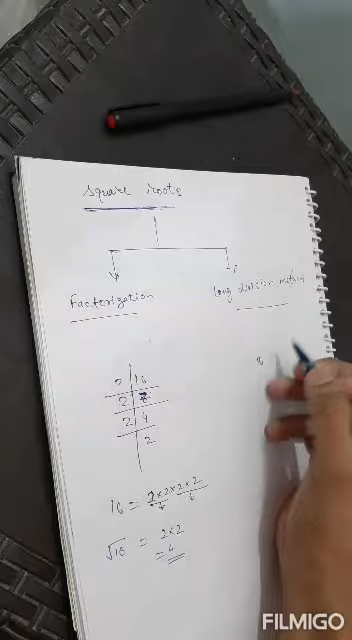 Square roots
Factorization
long division method
2 16
2 8
2 4
2
16 = 2 × 2 × 2 × 2
√16 = 2 × 2
= 4
FILMIGO